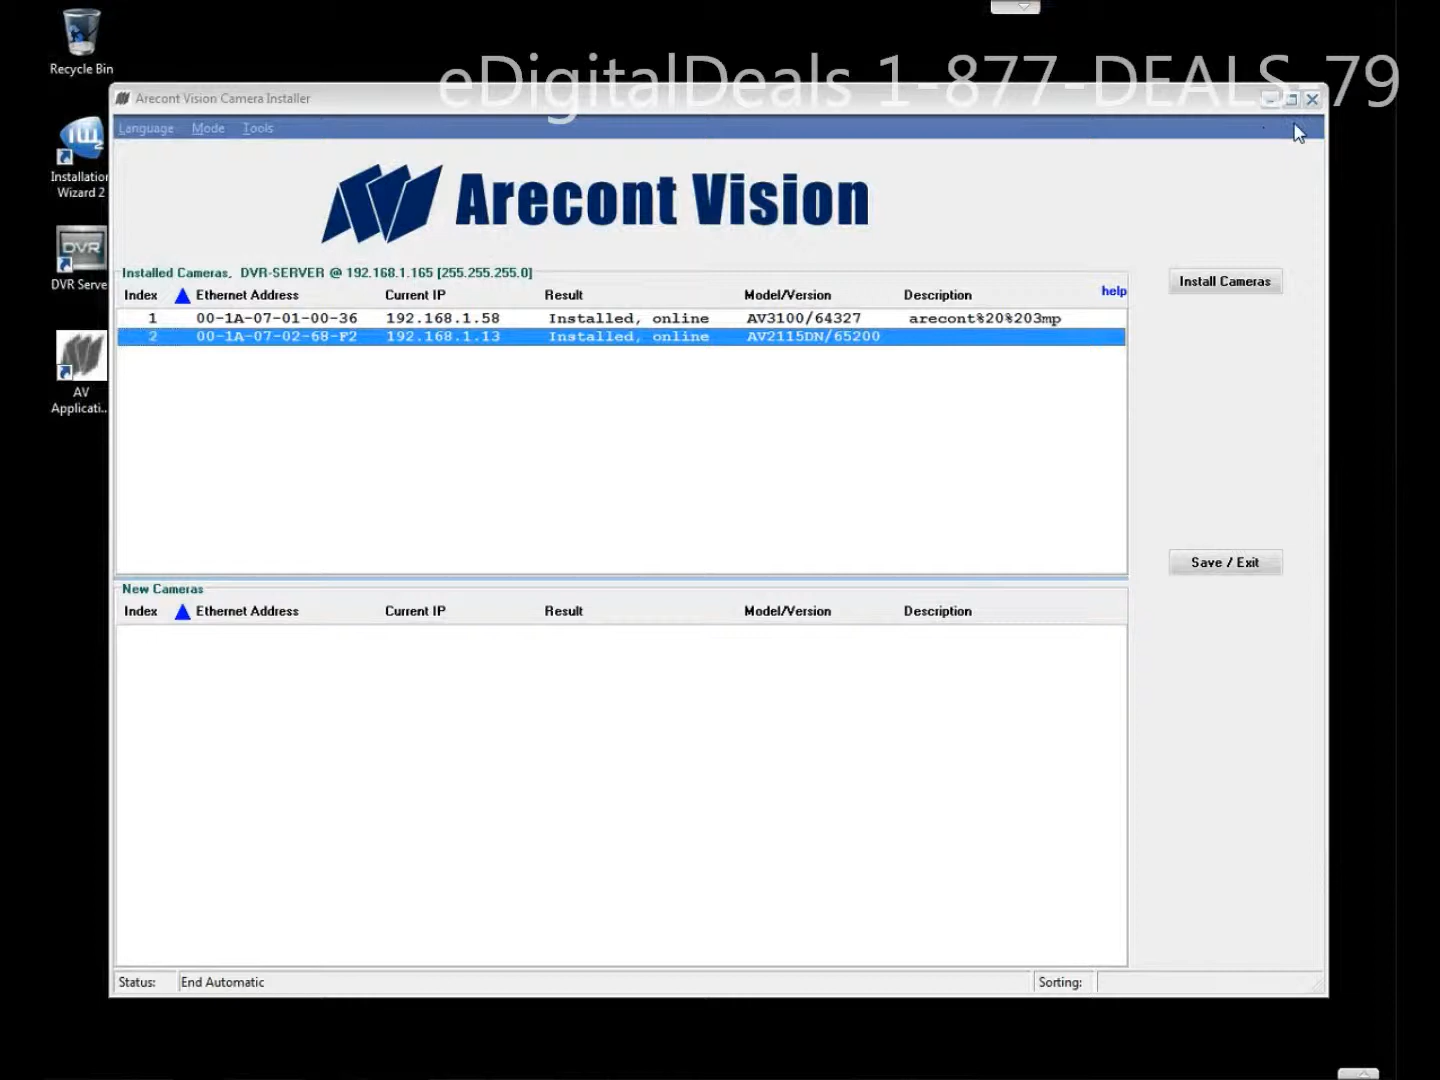 Recycle Bin
eDigitalDeals 1-877-DEALS 79
Arecont Vision Camera Installer
Language Mode Tools
Installation
Wizard 2
DVR
DVR Serve
AV
Applicati...
Arecont Vision
Installed Cameras, DVR-SERVER @ 192.168.1.165 [255.255.255.0]
Index Ethernet Address Current IP Result Model/Version Description help
1 00-1A-07-01-00-36 192.168.1.58 Installed, online AV3100/64327 arecont%20%203mp
2 00-1A-07-02-68-F2 192.168.1.13 Installed, online AV2115DN/65200
Install Cameras
Save / Exit
New Cameras
Index Ethernet Address Current IP Result Model/Version Description
Status: End Automatic Sorting: